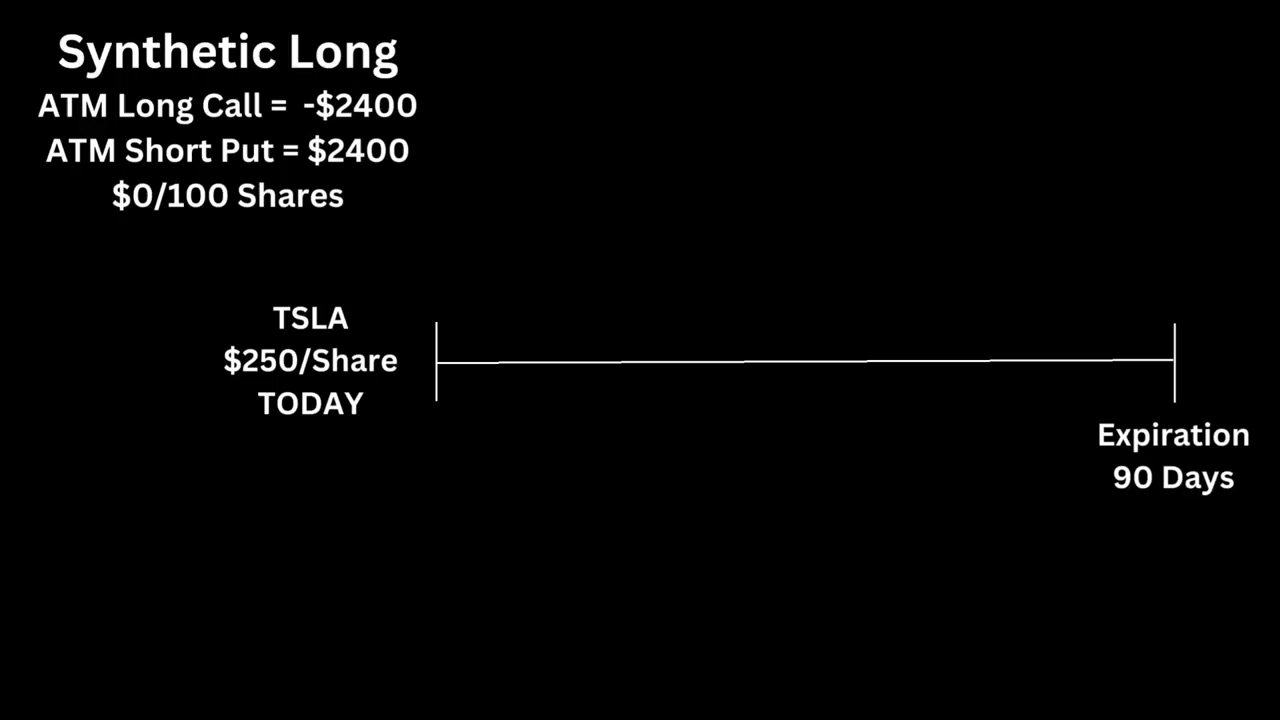 Synthetic Long
ATM Long Call = -$2400
ATM Short Put = $2400
$0/100 Shares
TSLA
$250/Share
TODAY
Expiration
90 Days